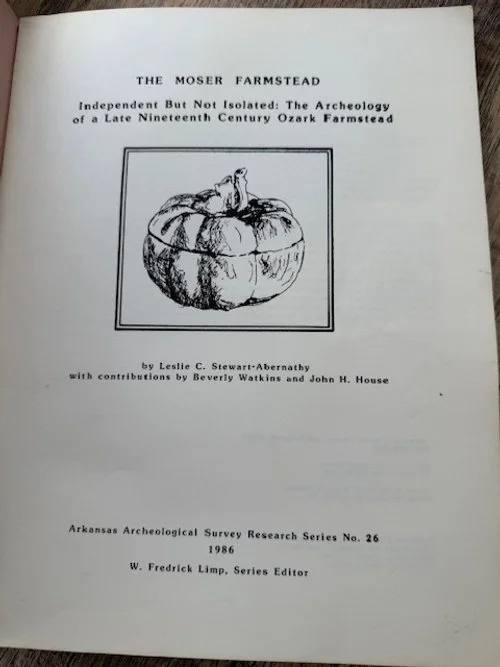 THE MOSER FARMSTEAD
Independent But Not Isolated: The Archeology
of a Late Nineteenth Century Ozark Farmstead
by Leslie C. Stewart-Abernathy
with contributions by Beverly Watkins and John H. House
Arkansas Archeological Survey Research Series No. 26
1986
W. Fredrick Limp, Series Editor